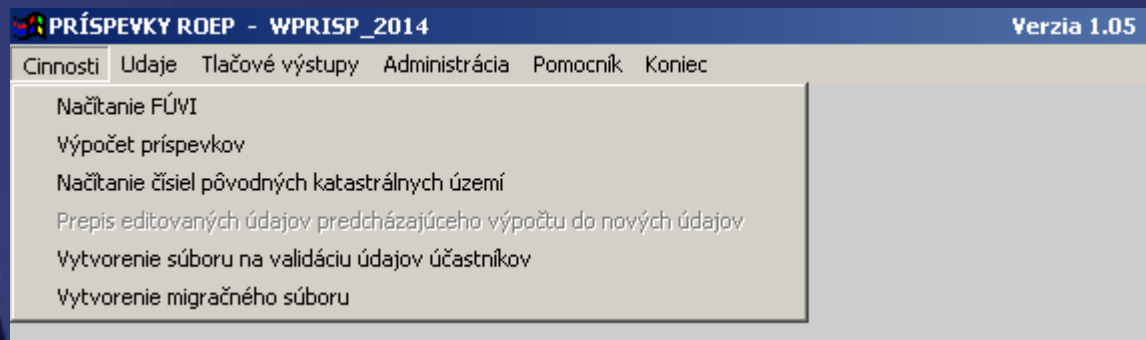 PRÍSPEVKY ROEP - WPRISP_2014 Verzia 1.05
Cinnosti Udaje Tlačové výstupy Administrácia Pomocník Koniec
Načítanie FÚVI
Výpočet príspevkov
Načítanie čísiel pôvodných katastrálnych území
Prepis editovaných údajov predchádzajúceho výpočtu do nových údajov
Vytvorenie súboru na validáciu údajov účastníkov
Vytvorenie migračného súboru